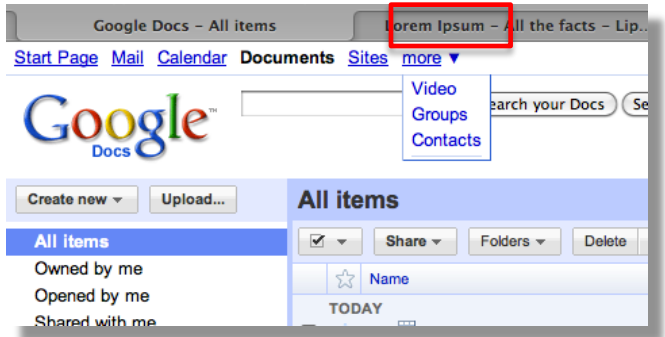 Google Docs – All items
Lorem Ipsum – All the facts – Lip...
Start Page Mail Calendar Documents Sites more ▼
Video
Groups
Contacts
Google™
Docs
earch your Docs
Create new
Upload...
All items
All items
Share
Folders
Delete
Owned by me
Name
Opened by me
TODAY
Shared with me